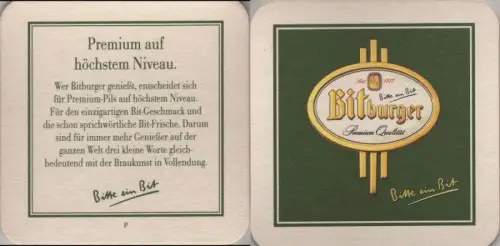 Premium auf
höchstem Niveau.
Wer Bitburger genießt, entscheidet sich
für Premium-Pils auf höchstem Niveau.
Für den einzigartigen Bit-Geschmack und
die schon sprichwörtliche Bit-Frische. Darum
sind für immer mehr Genießer auf der
ganzen Welt drei kleine Worte gleich-
bedeutend mit der Braukunst in Vollendung.
Bitte ein Bit
P
Bitte ein Bit
Bitburger
Premium Qualität
Bitte ein Bit